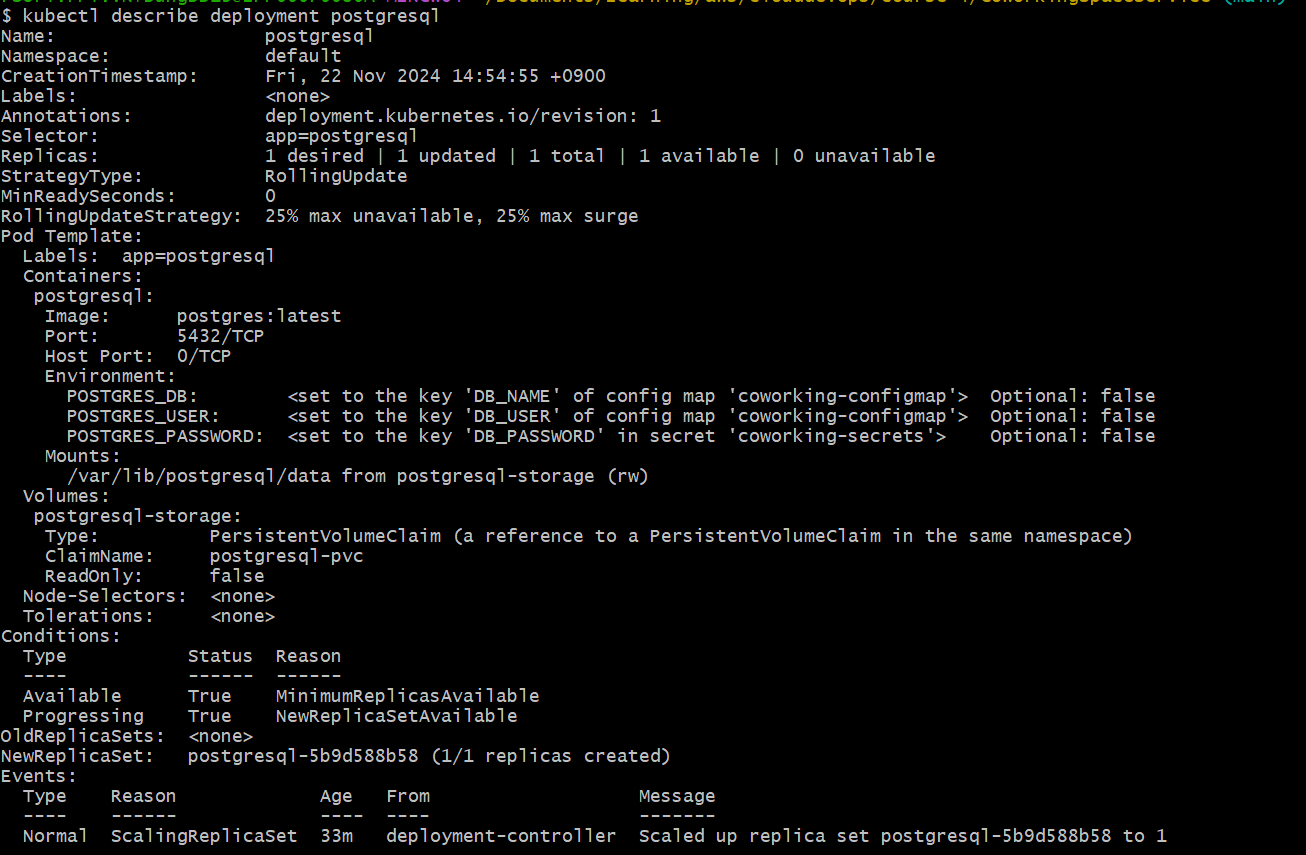 $ kubectl describe deployment postgresql
Name:                   postgresql
Namespace:              default
CreationTimestamp:      Fri, 22 Nov 2024 14:54:55 +0900
Labels:                 <none>
Annotations:            deployment.kubernetes.io/revision: 1
Selector:               app=postgresql
Replicas:               1 desired | 1 updated | 1 total | 1 available | 0 unavailable
StrategyType:           RollingUpdate
MinReadySeconds:        0
RollingUpdateStrategy:  25% max unavailable, 25% max surge
Pod Template:
  Labels:  app=postgresql
  Containers:
   postgresql:
    Image:      postgres:latest
    Port:       5432/TCP
    Host Port:  0/TCP
    Environment:
      POSTGRES_DB:        <set to the key 'DB_NAME' of config map 'coworking-configmap'>  Optional: false
      POSTGRES_USER:      <set to the key 'DB_USER' of config map 'coworking-configmap'>  Optional: false
      POSTGRES_PASSWORD:  <set to the key 'DB_PASSWORD' in secret 'coworking-secrets'>    Optional: false
    Mounts:
      /var/lib/postgresql/data from postgresql-storage (rw)
  Volumes:
   postgresql-storage:
    Type:          PersistentVolumeClaim (a reference to a PersistentVolumeClaim in the same namespace)
    ClaimName:     postgresql-pvc
    ReadOnly:      false
  Node-Selectors:  <none>
  Tolerations:     <none>
Conditions:
  Type           Status  Reason
  ----           ------  ------
  Available      True    MinimumReplicasAvailable
  Progressing    True    NewReplicaSetAvailable
OldReplicaSets:  <none>
NewReplicaSet:   postgresql-5b9d588b58 (1/1 replicas created)
Events:
  Type    Reason             Age   From                   Message
  ----    ------             ----  ----                   -------
  Normal  ScalingReplicaSet  33m   deployment-controller  Scaled up replica set postgresql-5b9d588b58 to 1